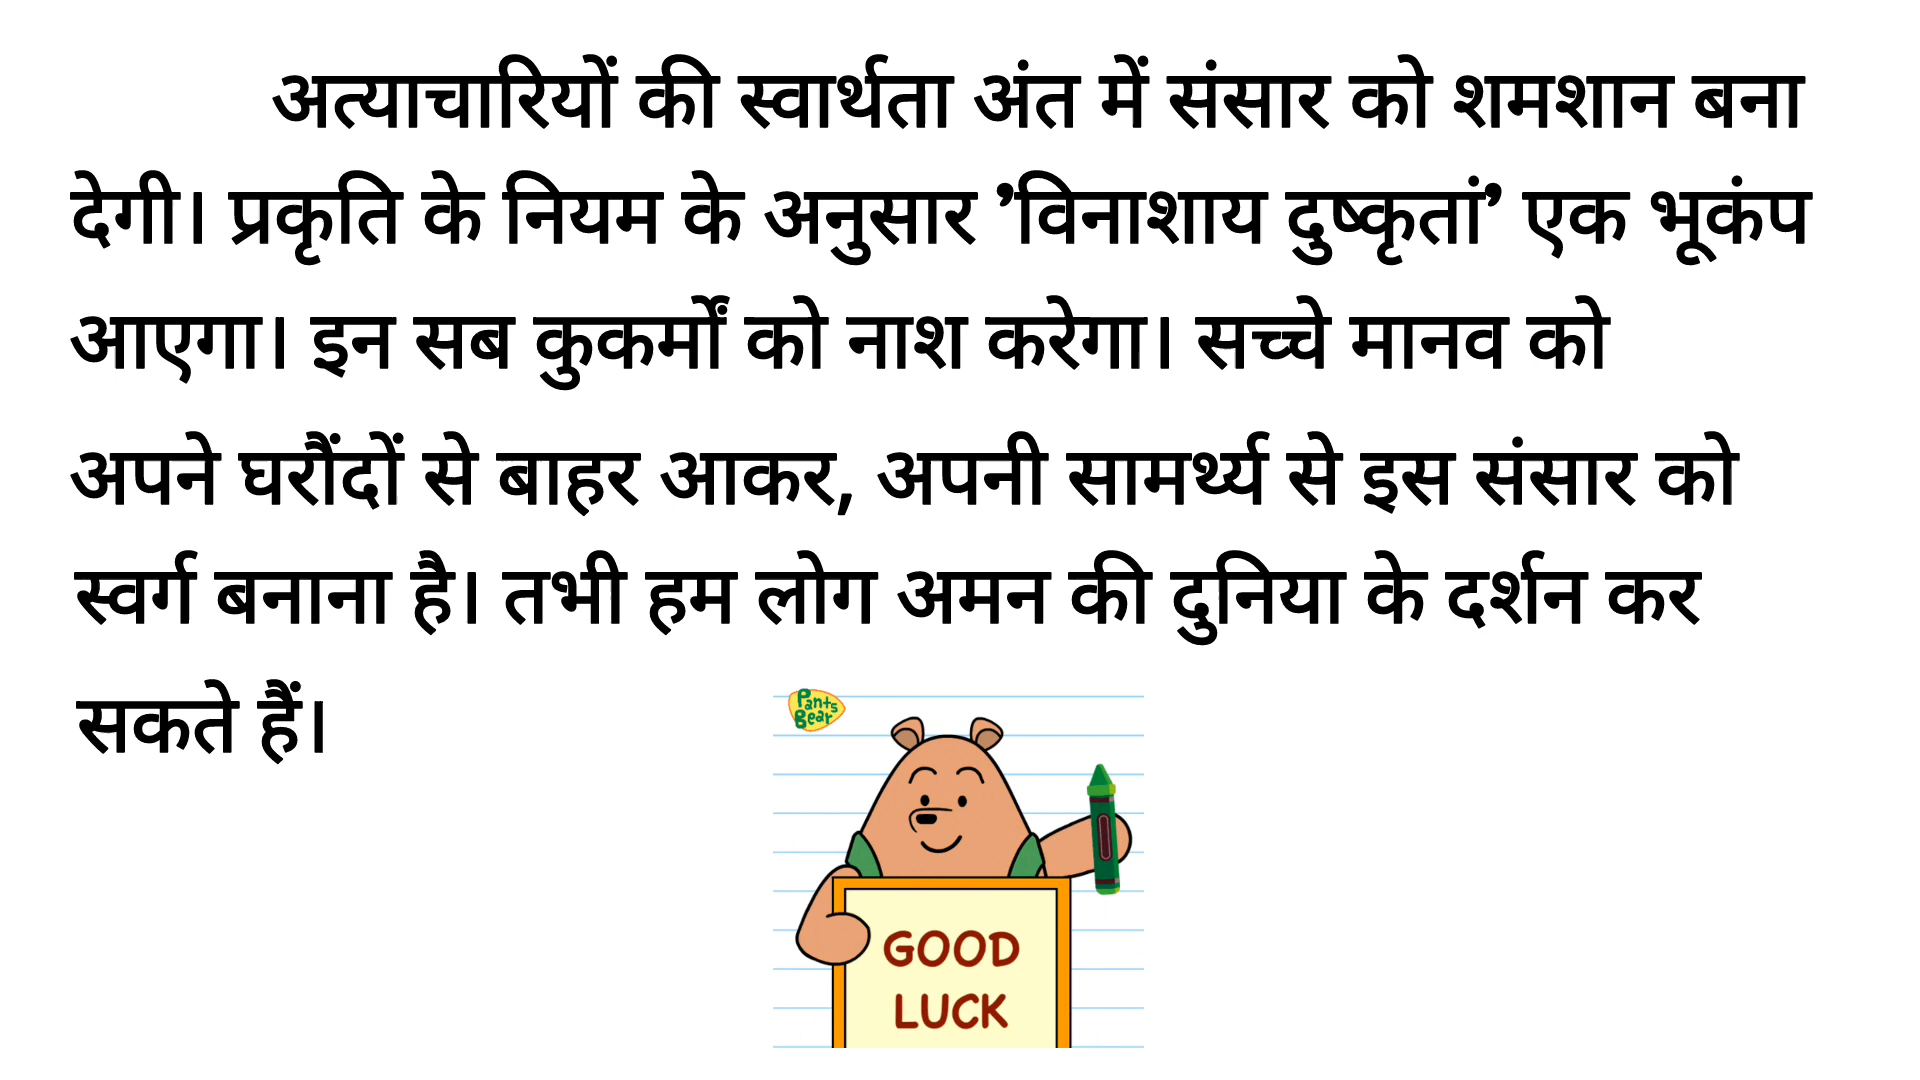 अत्याचारियों की स्वार्थता अंत में संसार को शमशान बना
देगी। प्रकृति के नियम के अनुसार ’विनाशाय दुष्कृतां’ एक भूकंप
आएगा। इन सब कुकर्मों को नाश करेगा। सच्चे मानव को
अपने घरौंदों से बाहर आकर, अपनी सामर्थ्य से इस संसार को
स्वर्ग बनाना है। तभी हम लोग अमन की दुनिया के दर्शन कर
सकते हैं।
Pants
Bear
GOOD
LUCK